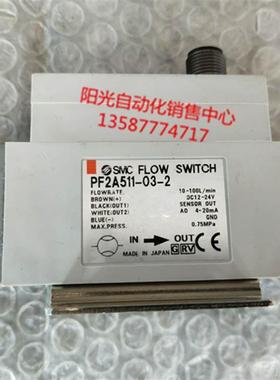 阳光自动化销售中心
13587774717
SMC FLOW SWITCH
PF2A511-03-2
FLOWRATE. 10-100L/min
BROWN(+) DC12-24V
BLACK(OUT1) SENSOR OUT
WHITE(OUT2) AO 4-20mA
BLUE(-) GND
MAX.PRESS. 0.75MPa
IN → OUT
MADE IN JAPAN GRV